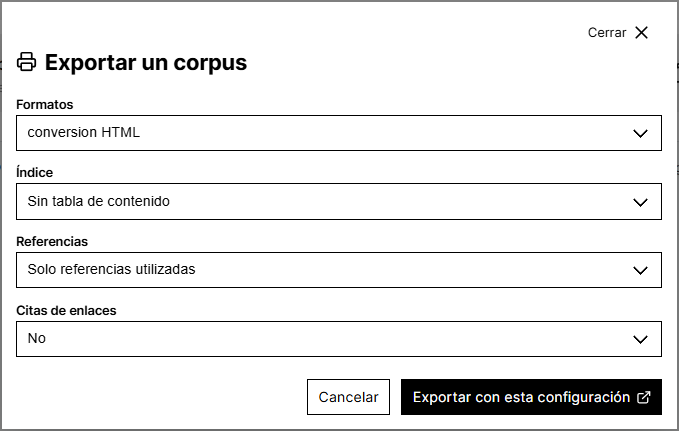 Cerrar
Exportar un corpus
Formatos
conversion HTML
Índice
Sin tabla de contenido
Referencias
Solo referencias utilizadas
Citas de enlaces
No
Cancelar
Exportar con esta configuración